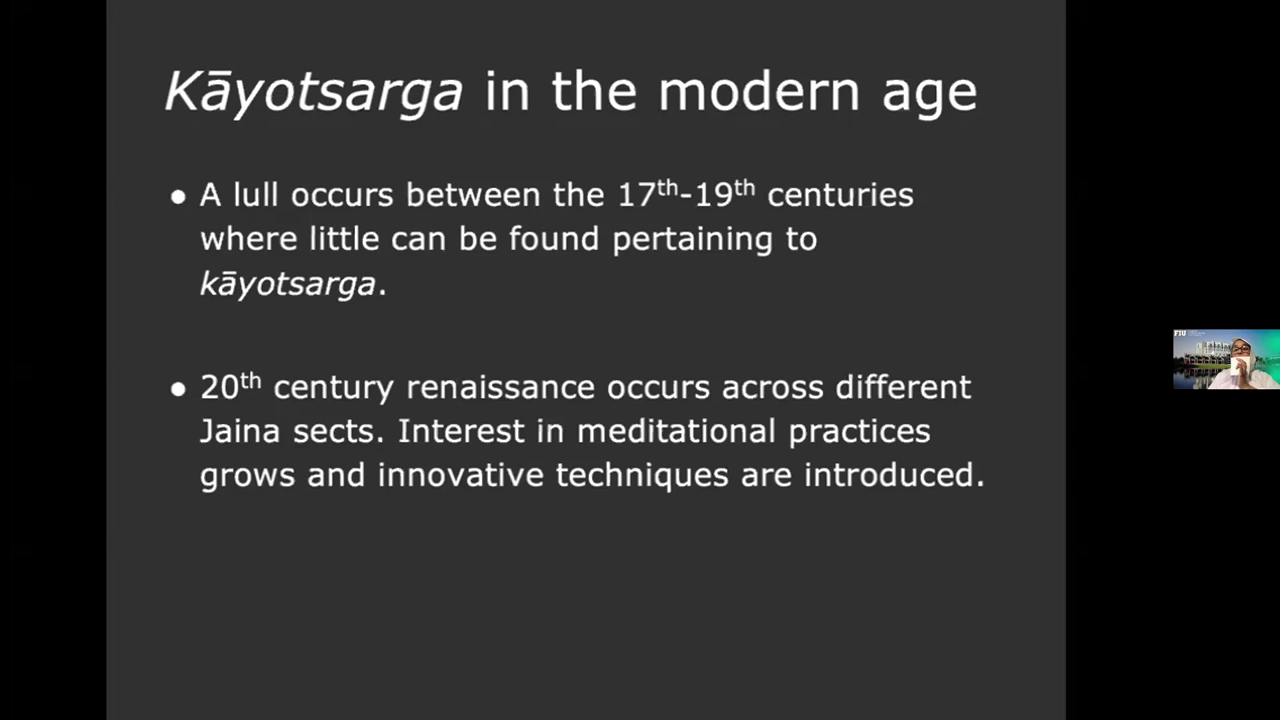 Kāyotsarga in the modern age
● A lull occurs between the 17th-19th centuries
where little can be found pertaining to
kāyotsarga.
● 20th century renaissance occurs across different
Jaina sects. Interest in meditational practices
grows and innovative techniques are introduced.
FIU